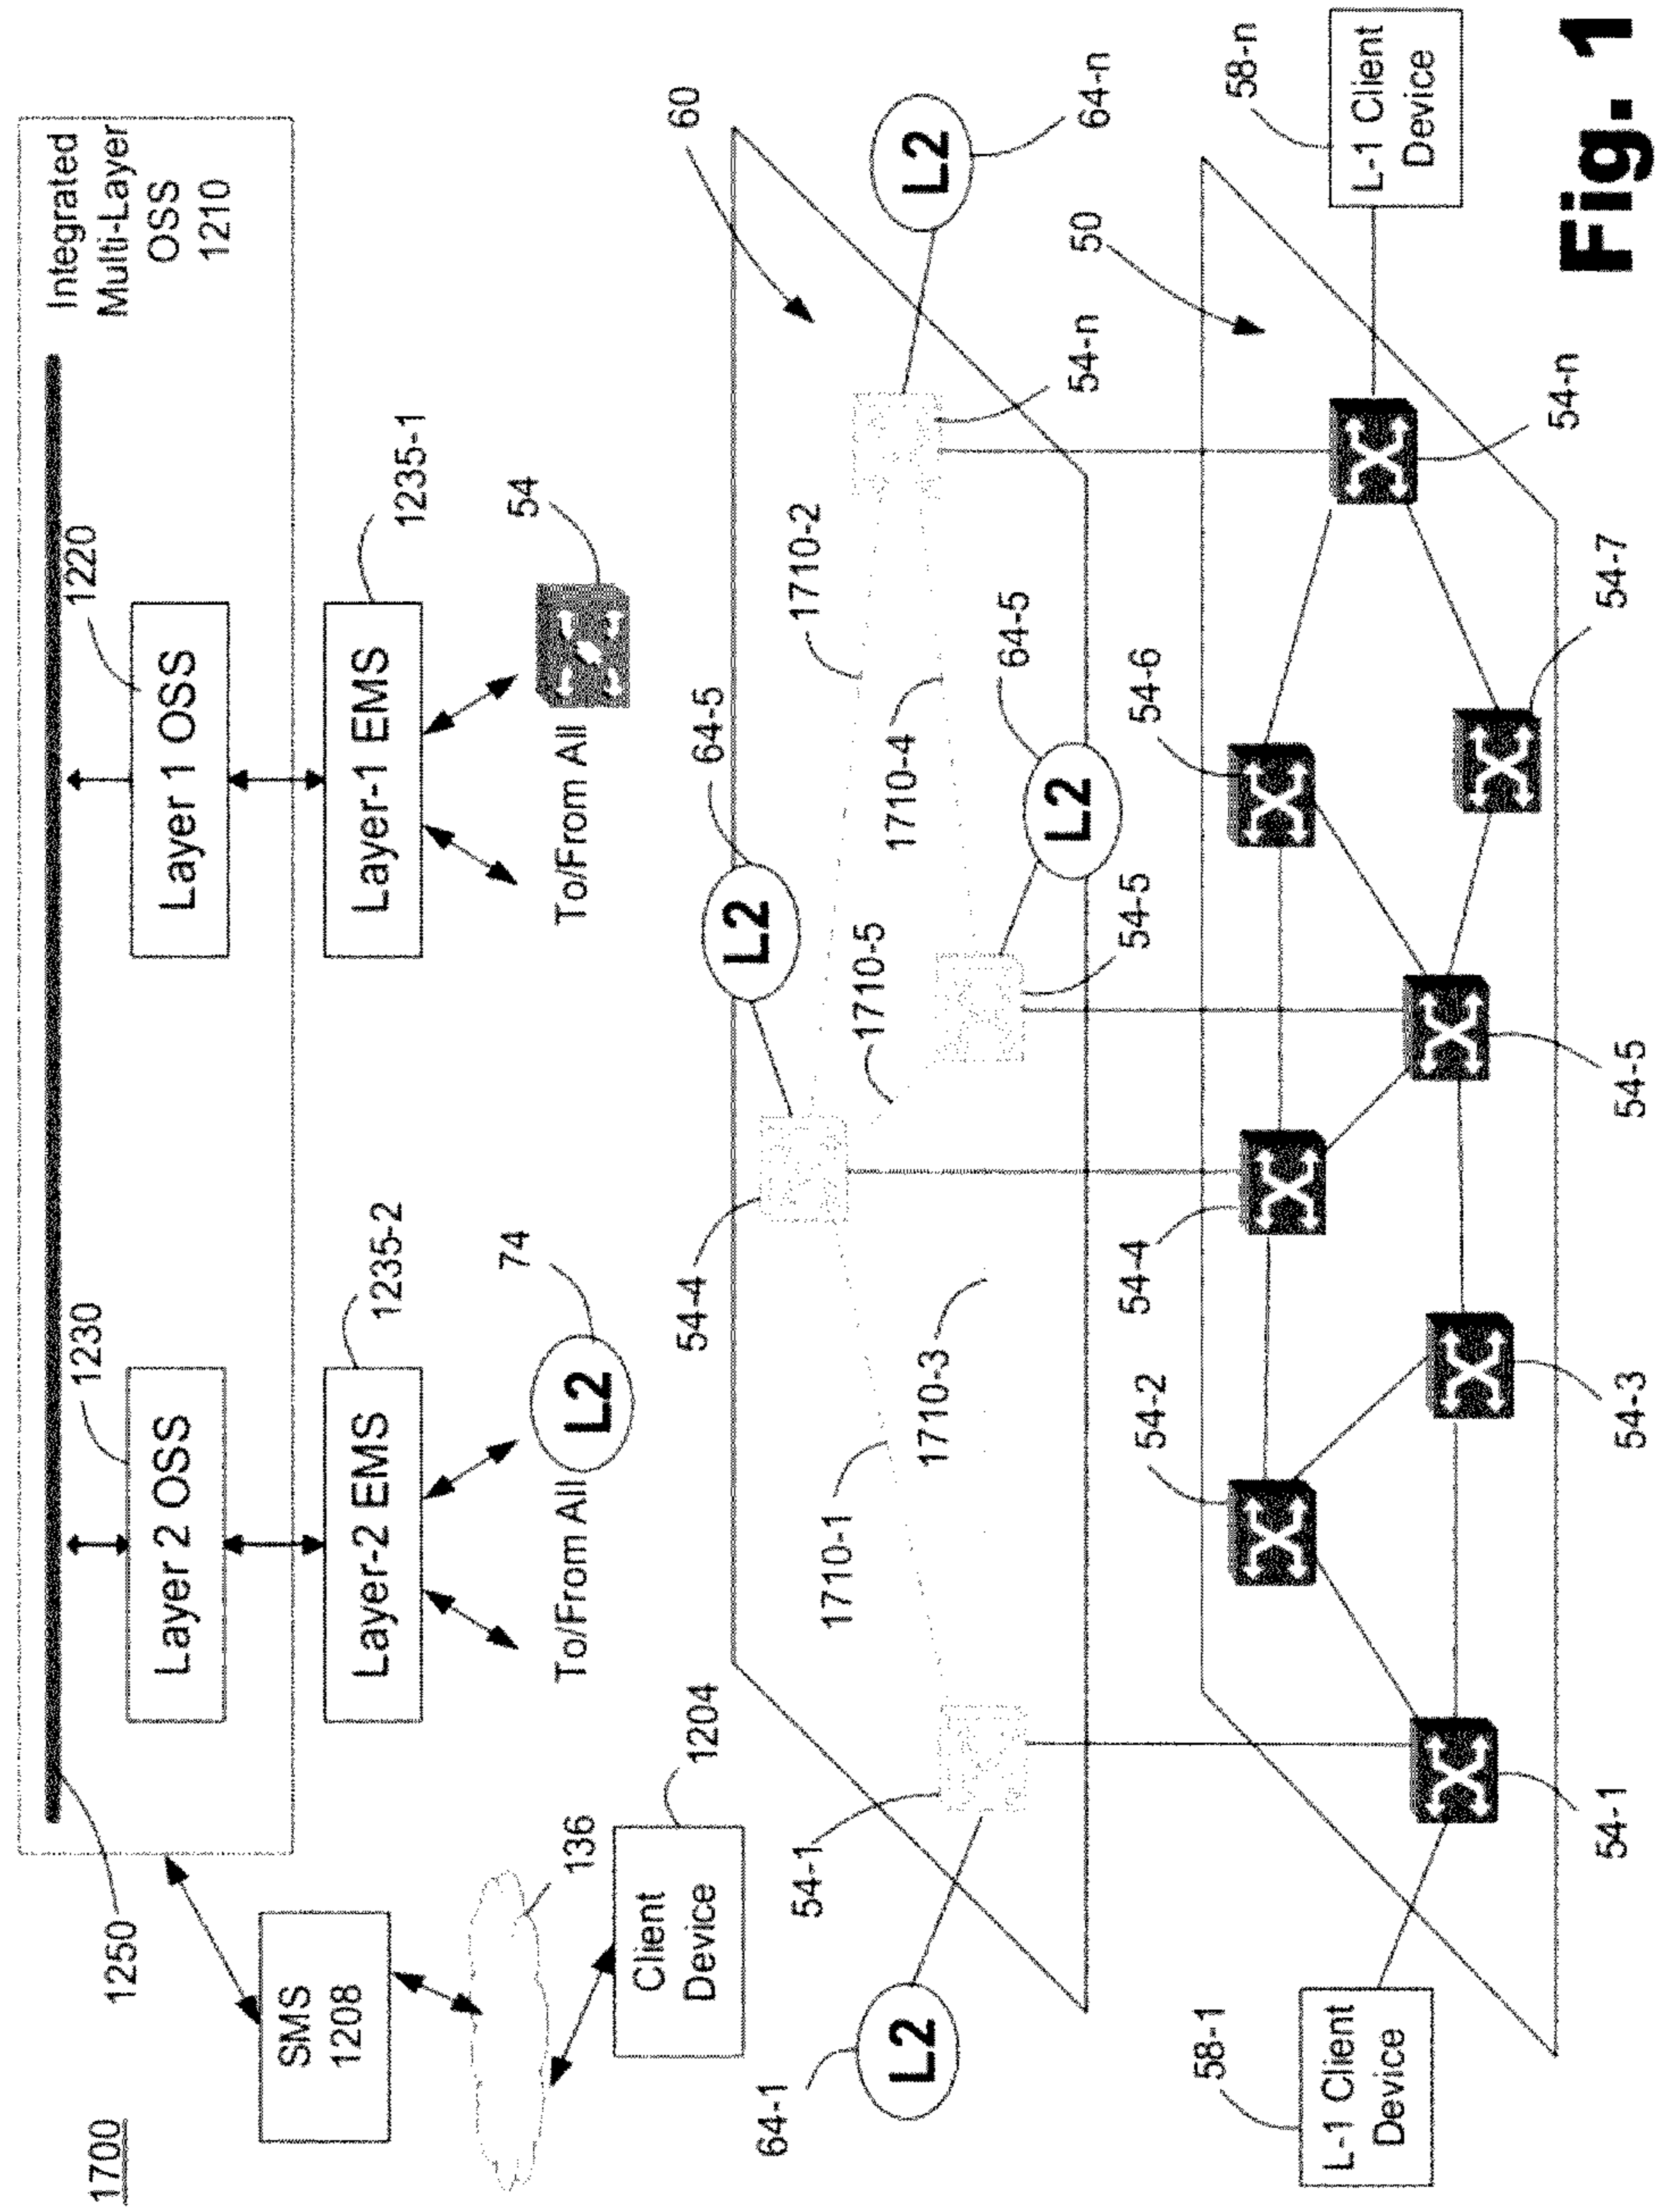 1700
Integrated
Multi-Layer
OSS
1210
1250
1230
1220
Layer 2 OSS
Layer 1 OSS
SMS
1208
Layer-2 EMS
1235-2
Layer-1 EMS
1235-1
136
To/From All
L2
74
To/From All
54
Client
Device
1204
60
64-1
L2
54-1
54-4
L2
64-5
1710-1
1710-3
1710-5
1710-2
1710-4
L2
64-5
54-5
54-n
L2
64-n
50
58-1
L-1 Client
Device
54-2
54-4
54-6
58-n
L-1 Client
Device
54-1
54-3
54-5
54-7
54-n
Fig. 1